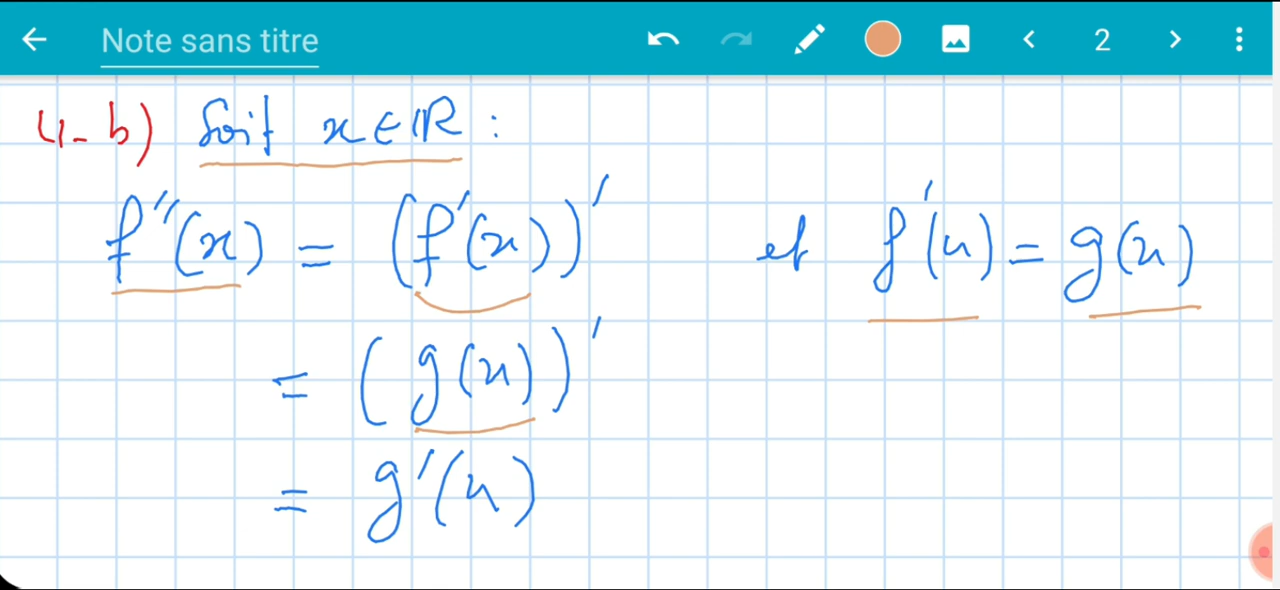 Note sans titre 2
4-b) Soit x∈ℝ :
f''(x) = (f'(x))' et f'(x) = g(x)
= (g(x))'
= g'(x)